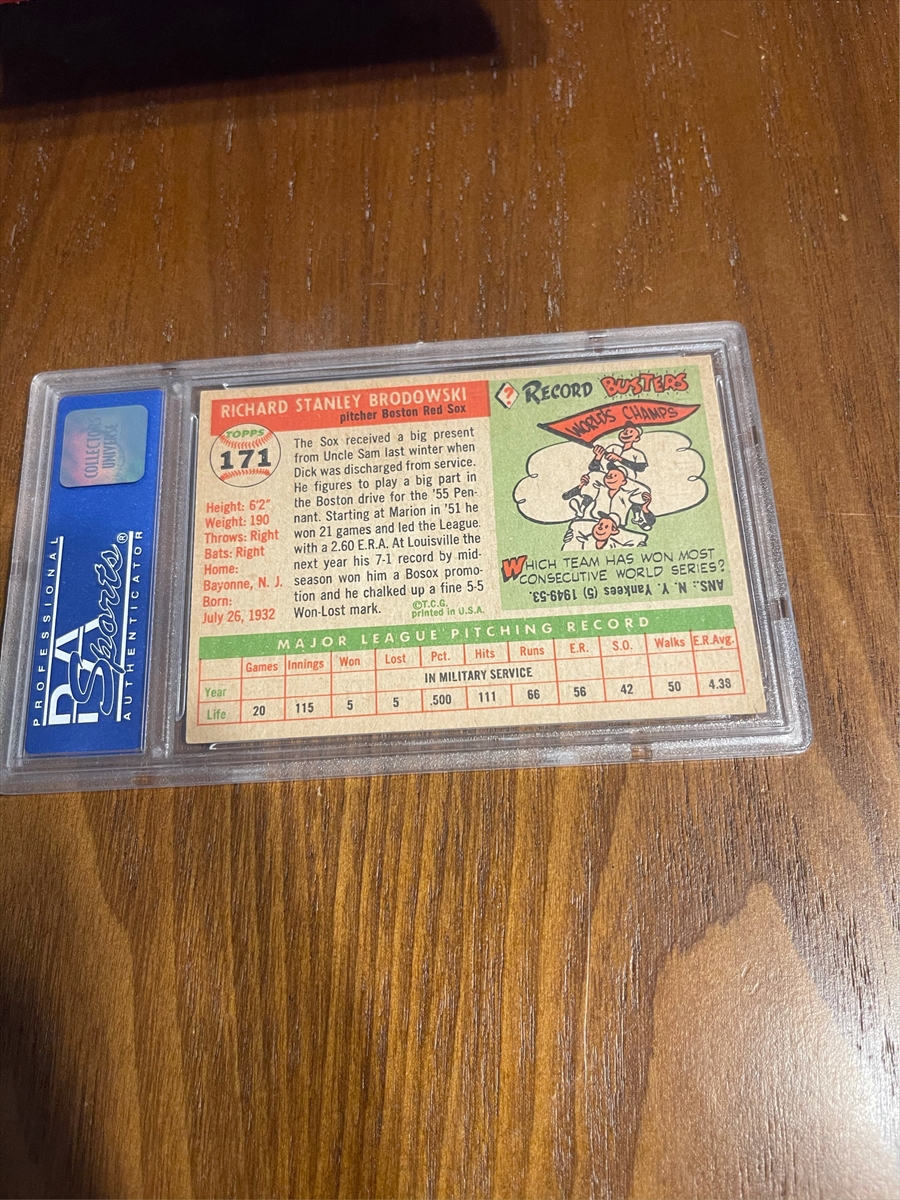 COLLECTORS
UNIVERSE
PROFESSIONAL
PSA
Sports®
AUTHENTICATOR
RICHARD STANLEY BRODOWSKI
pitcher Boston Red Sox
TOPPS
171
Height: 6'2"
Weight: 190
Throws: Right
Bats: Right
Home:
Bayonne, N. J.
Born:
July 26, 1932
The Sox received a big present
from Uncle Sam last winter when
Dick was discharged from service.
He figures to play a big part in
the Boston drive for the '55 Pen-
nant. Starting at Marion in '51 he
won 21 games and led the League
with a 2.60 E.R.A. At Louisville the
next year his 7-1 record by mid-
season won him a Bosox promo-
tion and he chalked up a fine 5-5
Won-Lost mark.
©T.C.G.
printed in U.S.A.
? RECORD BUSTERS
WORLD'S CHAMPS
WHICH TEAM HAS WON MOST
CONSECUTIVE WORLD SERIES?
ANS.: N. Y. Yankees (5) 1949-53.
MAJOR LEAGUE PITCHING RECORD
Games Innings Won Lost Pct. Hits Runs E.R. S.O. Walks E.R.Avg.
Year IN MILITARY SERVICE
Life 20 115 5 5 .500 111 66 56 42 50 4.38